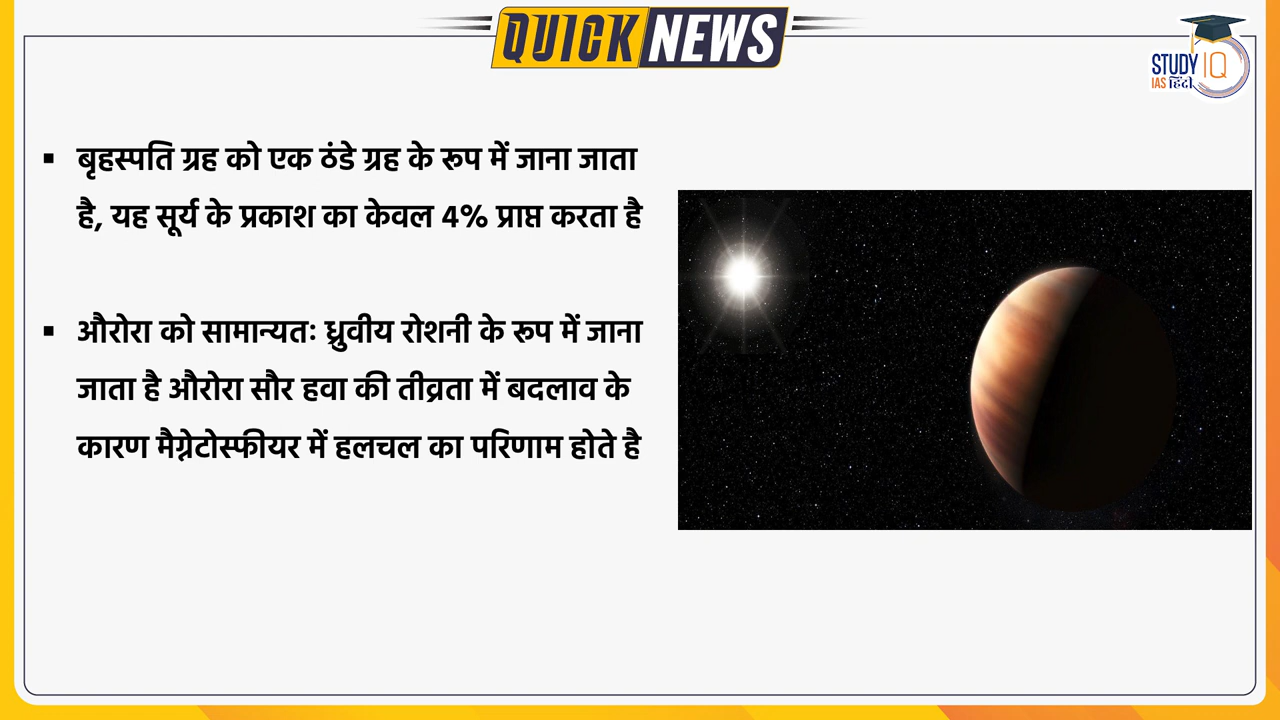 QUICK NEWS
STUDY IQ
IAS हिंदी
▪ बृहस्पति ग्रह को एक ठंडे ग्रह के रूप में जाना जाता
है, यह सूर्य के प्रकाश का केवल 4% प्राप्त करता है
▪ औरोरा को सामान्यतः ध्रुवीय रोशनी के रूप में जाना
जाता है औरोरा सौर हवा की तीव्रता में बदलाव के
कारण मैग्नेटोस्फीयर में हलचल का परिणाम होते है